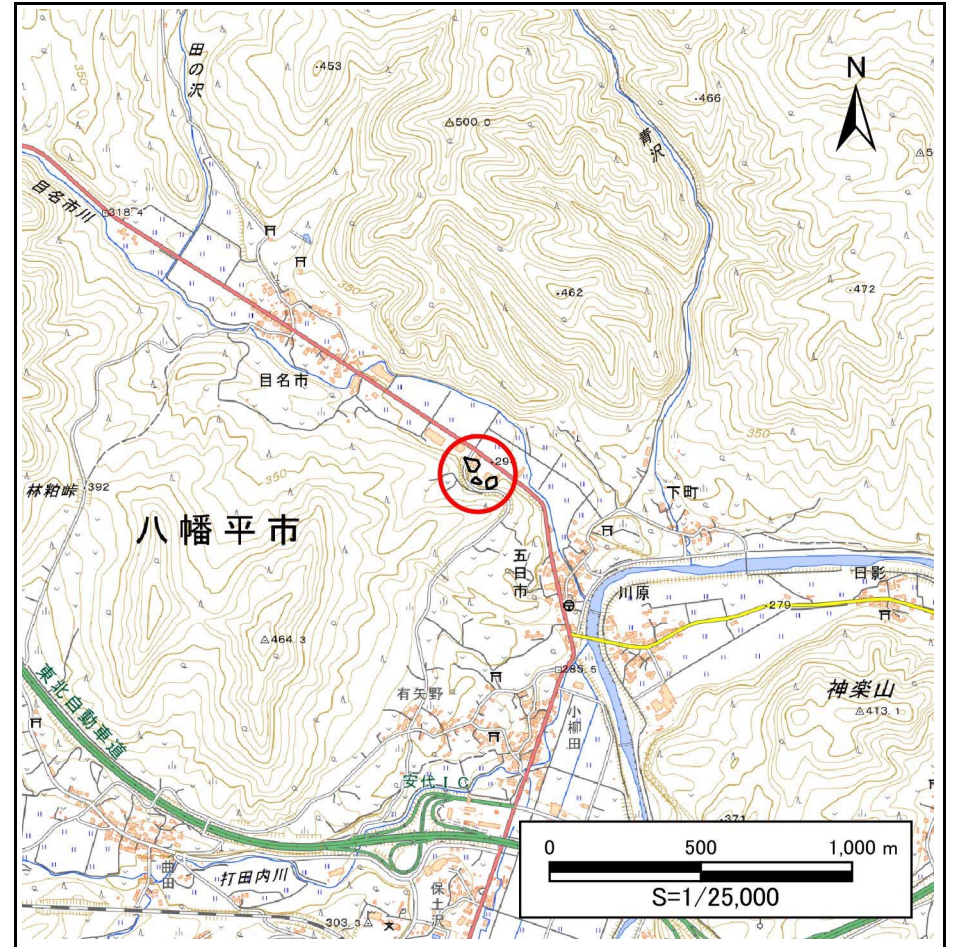 田の沢
350
453
466
N
500.0
青沢
目名市川
318.4
350
462
472
目名市
350
350
林粕峠
392
八幡平市
下町
五日市
川原
日影
279
464.3
285.5
神楽山
413.1
有矢野
小柳田
東北自動車道
安代IC
371
曲田
打田内川
保土沢
303.3
0 500 1,000 m
S=1/25,000